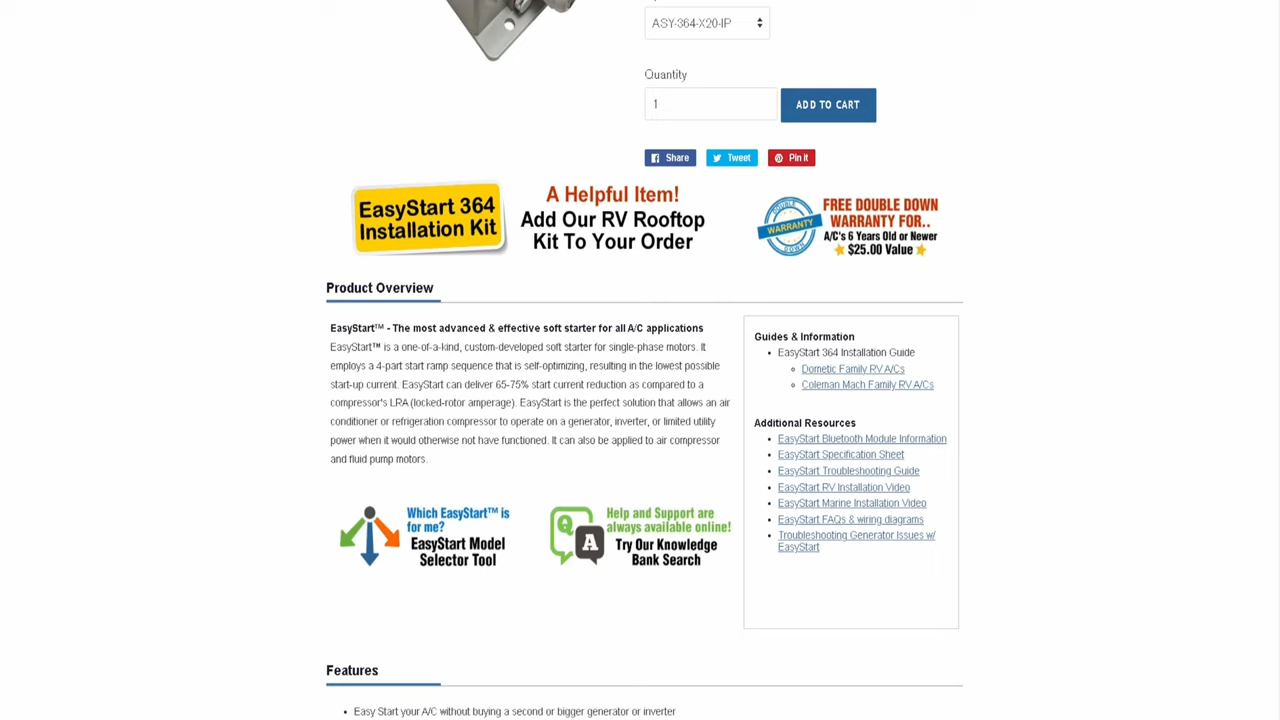 ASY-364-X20-IP
Quantity
1
ADD TO CART
Share
Tweet
Pin it
EasyStart 364
Installation Kit
A Helpful Item!
Add Our RV Rooftop
Kit To Your Order
DOUBLE
WARRANTY
DOWN
FREE DOUBLE DOWN
WARRANTY FOR..
A/C's 6 Years Old or Newer
$25.00 Value
Product Overview
EasyStart™ - The most advanced & effective soft starter for all A/C applications
EasyStart™ is a one-of-a-kind, custom-developed soft starter for single-phase motors. It
employs a 4-part start ramp sequence that is self-optimizing, resulting in the lowest possible
start-up current. EasyStart can deliver 65-75% start current reduction as compared to a
compressor's LRA (locked-rotor amperage). EasyStart is the perfect solution that allows an air
conditioner or refrigeration compressor to operate on a generator, inverter, or limited utility
power when it would otherwise not have functioned. It can also be applied to air compressor
and fluid pump motors.
Which EasyStart™ is
for me?
EasyStart Model
Selector Tool
Q
A
Help and Support are
always available online!
Try Our Knowledge
Bank Search
Guides & Information
EasyStart 364 Installation Guide
Dometic Family RV A/Cs
Coleman Mach Family RV A/Cs
Additional Resources
EasyStart Bluetooth Module Information
EasyStart Specification Sheet
EasyStart Troubleshooting Guide
EasyStart RV Installation Video
EasyStart Marine Installation Video
EasyStart FAQs & wiring diagrams
Troubleshooting Generator Issues w/
EasyStart
Features
Easy Start your A/C without buying a second or bigger generator or inverter